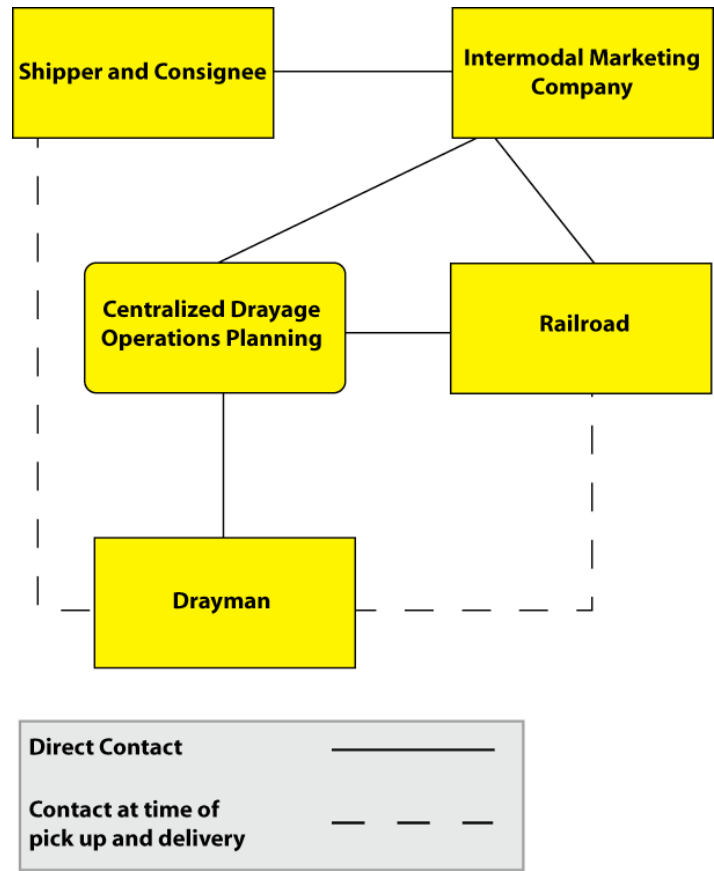 Shipper and Consignee
Intermodal Marketing
Company
Centralized Drayage
Operations Planning
Railroad
Drayman
Direct Contact
Contact at time of
pick up and delivery